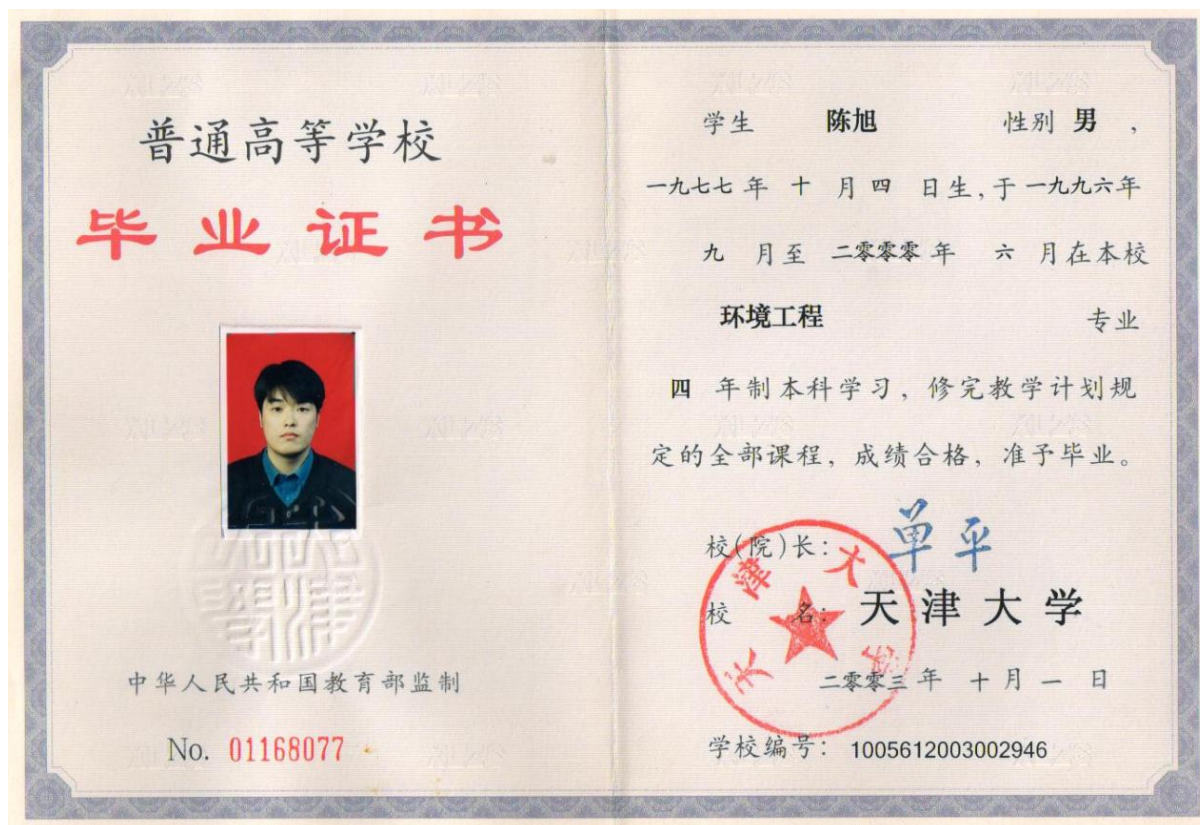 普通高等学校
毕业证书
中华人民共和国教育部监制
No. 01168077
学生 陈旭 性别 男 ,
一九七七 年 十 月 四 日生,于 一九九六年
九 月至 二零零零 年 六 月在本校
环境工程 专业
四 年制本科学习，修完教学计划规
定的全部课程，成绩合格，准予毕业。
校(院)长: 单平
校 名: 天津大学
天津大学
二零零三 年 十 月 一 日
学校编号: 1005612003002946